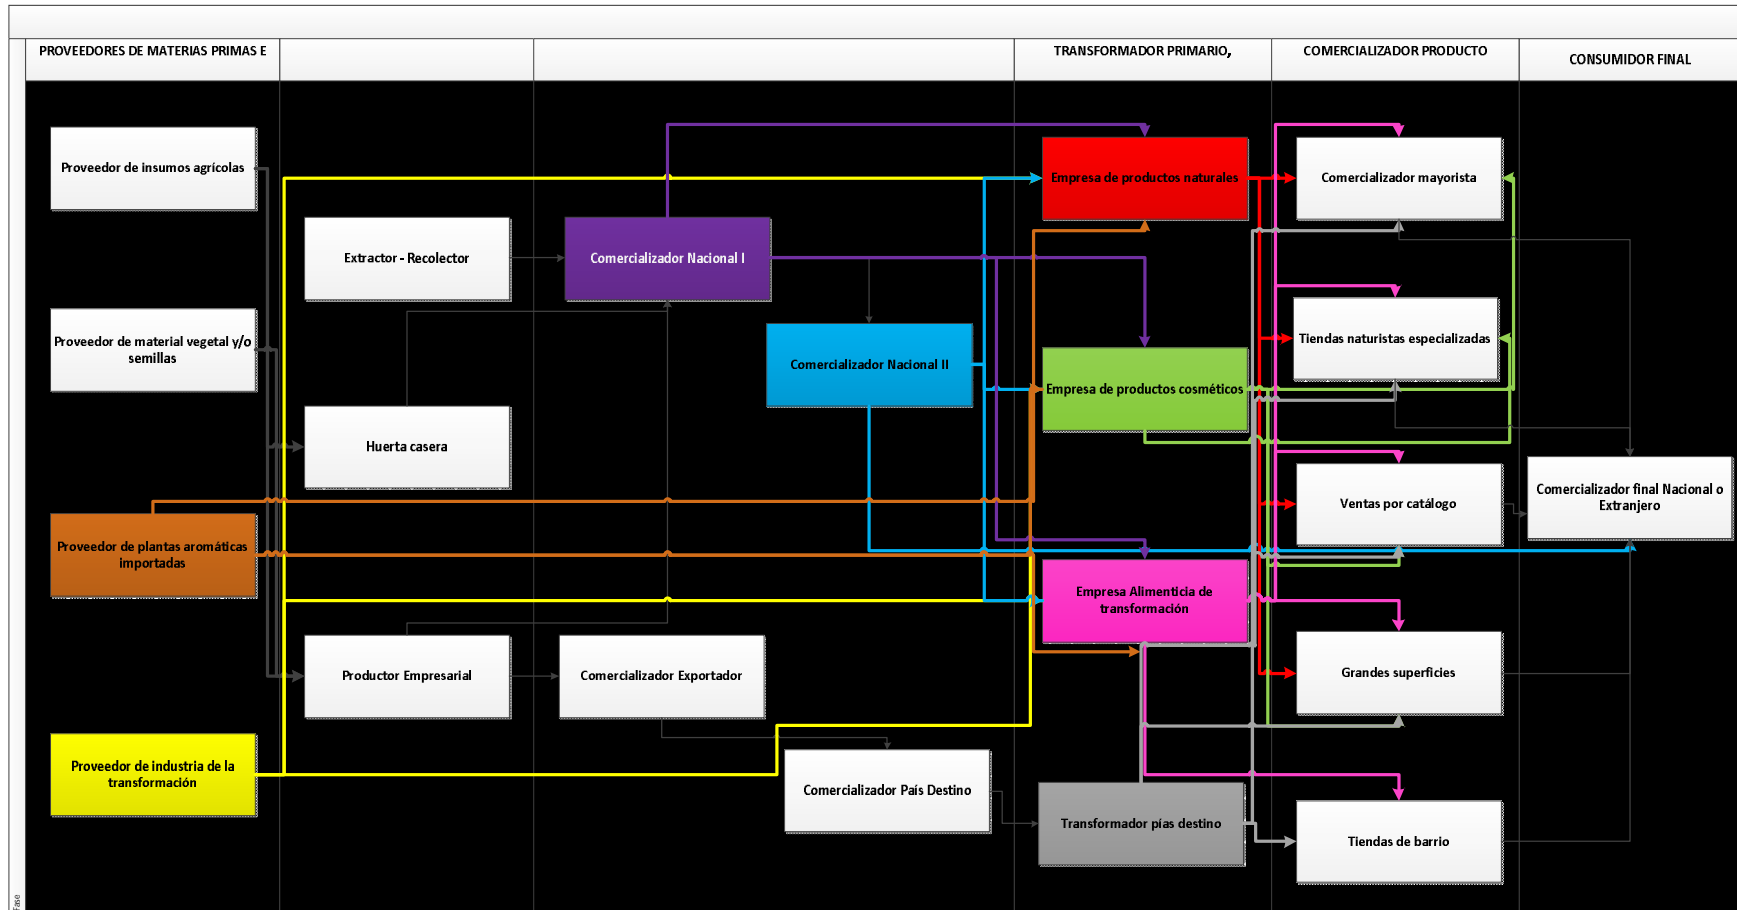 PROVEEDORES DE MATERIAS PRIMAS E
TRANSFORMADOR PRIMARIO,
COMERCIALIZADOR PRODUCTO
CONSUMIDOR FINAL
Proveedor de insumos agrícolas
Proveedor de material vegetal y/o
semillas
Proveedor de plantas aromáticas
importadas
Proveedor de industria de la
transformación
Extractor - Recolector
Huerta casera
Productor Empresarial
Comercializador Nacional I
Comercializador Nacional II
Comercializador Exportador
Comercializador País Destino
Empresa de productos naturales
Empresa de productos cosméticos
Empresa Alimenticia de
transformación
Transformador pías destino
Comercializador mayorista
Tiendas naturistas especializadas
Ventas por catálogo
Grandes superficies
Tiendas de barrio
Comercializador final Nacional o
Extranjero
Fase